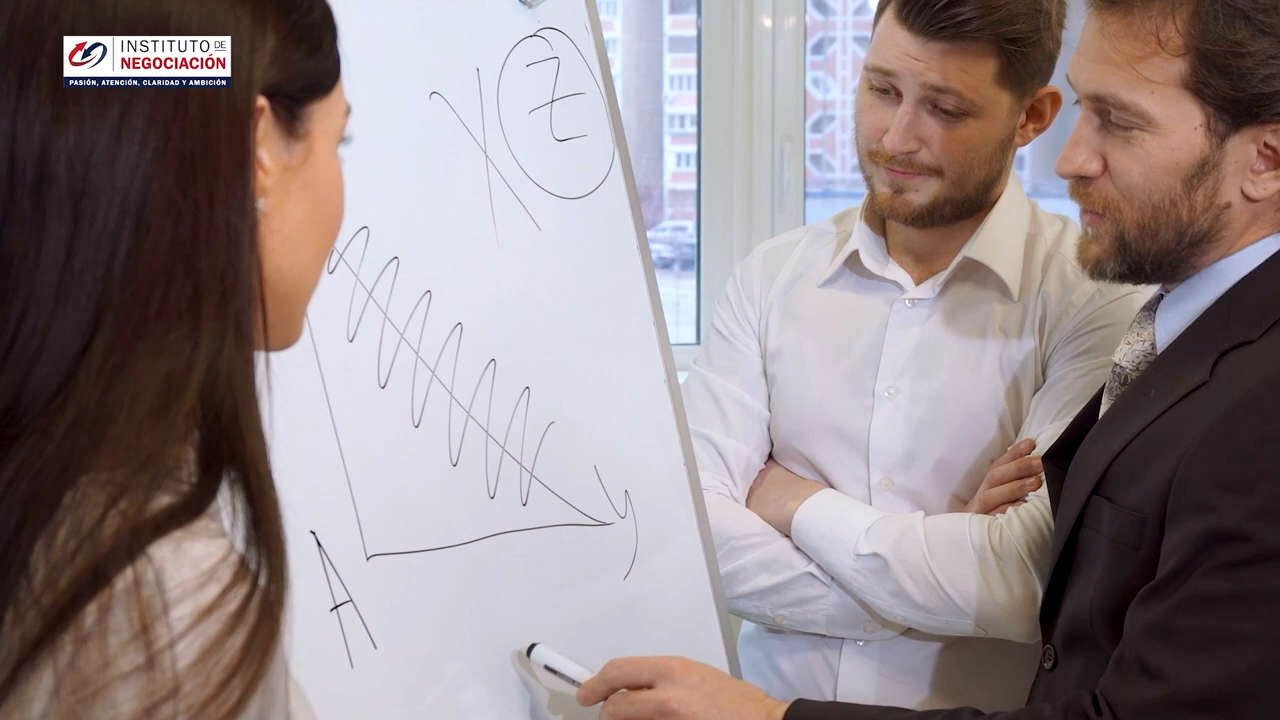 INSTITUTO DE
NEGOCIACIÓN
PASIÓN, ATENCIÓN, CLARIDAD Y AMBICIÓN
X
Z
A
y